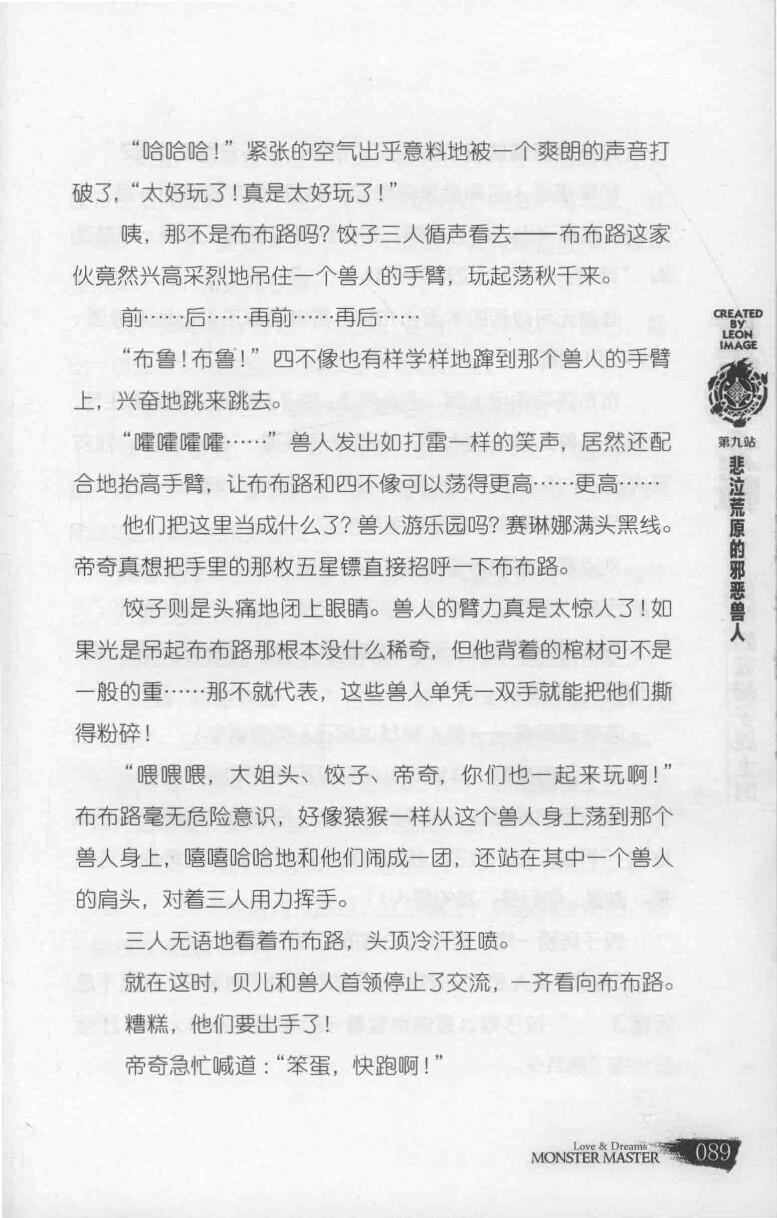 “哈哈哈！”紧张的空气出乎意料地被一个爽朗的声音打
破了，“太好玩了！真是太好玩了！”
咦，那不是布布路吗？饺子三人循声看去——布布路这家
伙竟然兴高采烈地吊住一个兽人的手臂，玩起荡秋千来。
前……后……再前……再后……
“布鲁！布鲁！”四不像也有样学样地蹿到那个兽人的手臂
上，兴奋地跳来跳去。
“嚯嚯嚯嚯……”兽人发出如打雷一样的笑声，居然还配
合地抬高手臂，让布布路和四不像可以荡得更高……更高……
他们把这里当成什么了？兽人游乐园吗？赛琳娜满头黑线。
帝奇真想把手里的那枚五星镖直接招呼一下布布路。
饺子则是头痛地闭上眼睛。兽人的臂力真是太惊人了！如
果光是吊起布布路那根本没什么稀奇，但他背着的棺材可不是
一般的重……那不就代表，这些兽人单凭一双手就能把他们撕
得粉碎！
“喂喂喂，大姐头、饺子、帝奇，你们也一起来玩啊！”
布布路毫无危险意识，好像猿猴一样从这个兽人身上荡到那个
兽人身上，嘻嘻哈哈地和他们闹成一团，还站在其中一个兽人
的肩头，对着三人用力挥手。
三人无语地看着布布路，头顶冷汗狂喷。
就在这时，贝儿和兽人首领停止了交流，一齐看向布布路。
糟糕，他们要出手了！
帝奇急忙喊道：“笨蛋，快跑啊！”
CREATED
BY
LEON
IMAGE
第九站
悲泣荒原的邪恶兽人
Love & Dreams
MONSTER MASTER
089